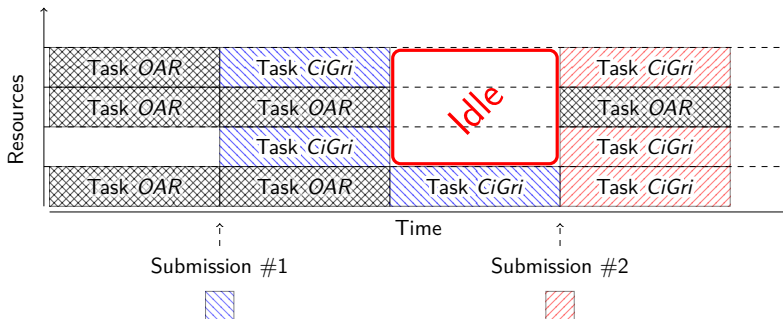 Resources
Task OAR Task CiGri Task CiGri
Task OAR Task OAR Idle Task OAR
Task CiGri Task CiGri
Task OAR Task OAR Task CiGri Task CiGri
Time
Submission #1 Submission #2